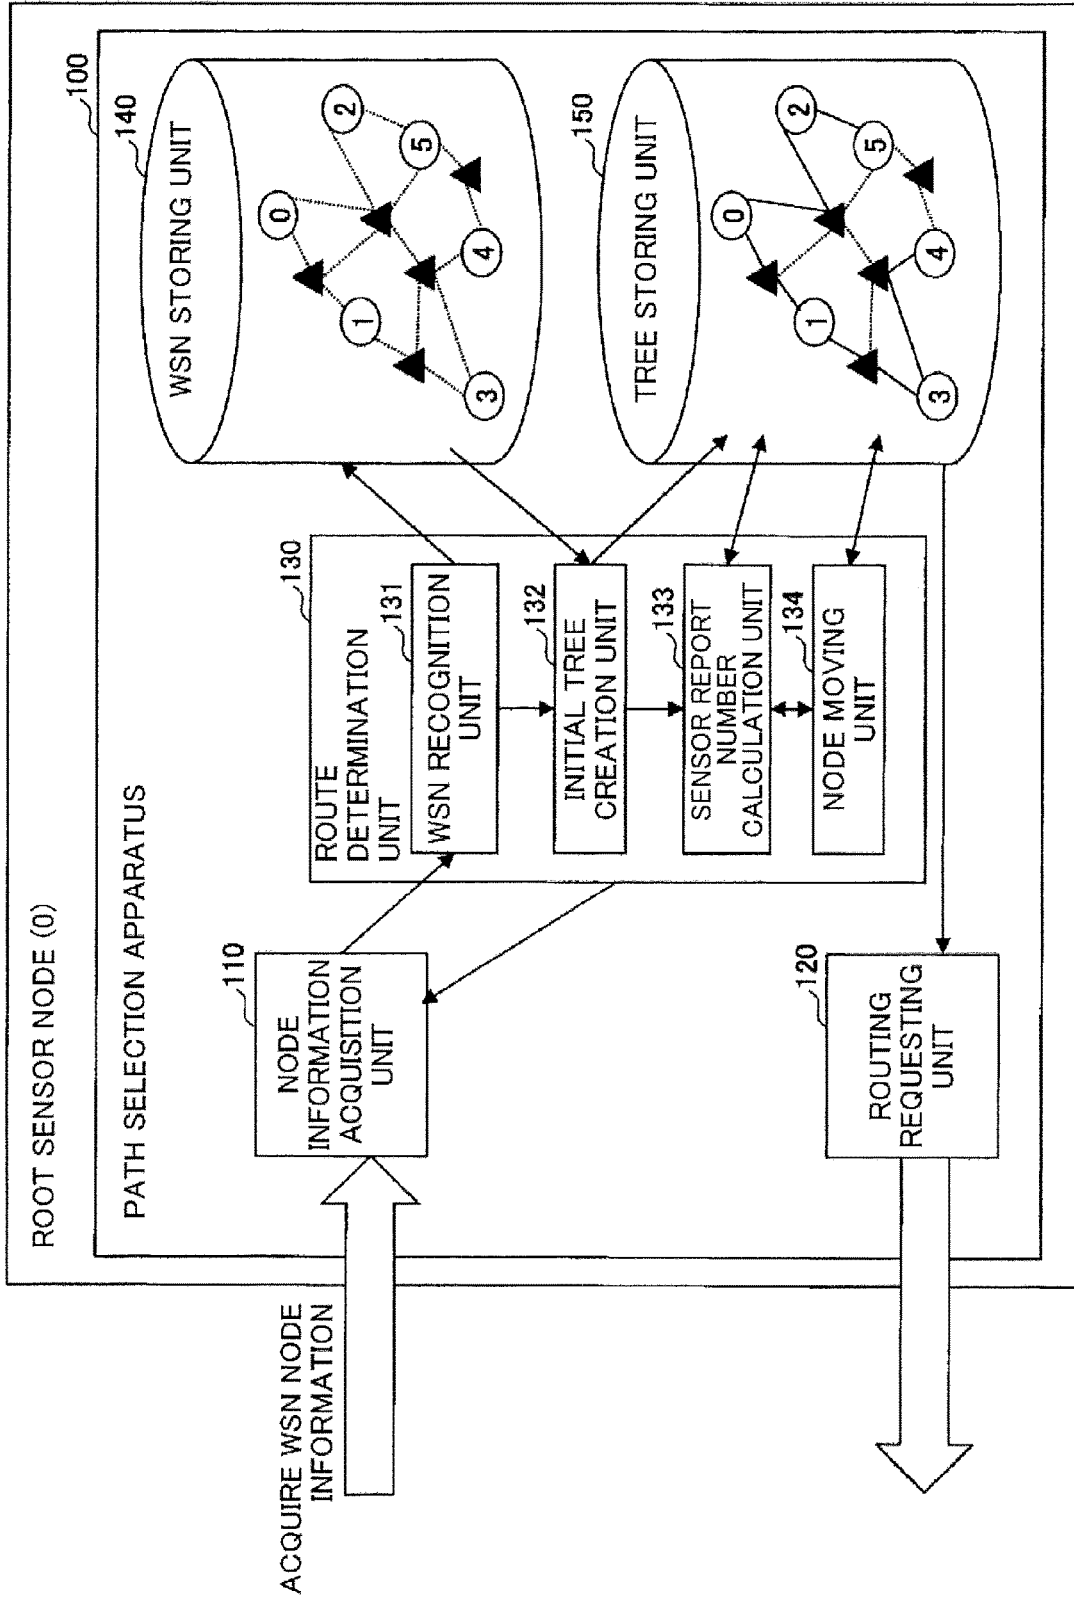 ROOT SENSOR NODE (0)
100
PATH SELECTION APPARATUS
ACQUIRE WSN NODE
INFORMATION
110
NODE
INFORMATION
ACQUISITION
UNIT
130
ROUTE
DETERMINATION
UNIT
131
WSN RECOGNITION
UNIT
132
INITIAL TREE
CREATION UNIT
133
SENSOR REPORT
NUMBER
CALCULATION UNIT
134
NODE MOVING
UNIT
140
WSN STORING UNIT
0
2
1
5
4
3
150
TREE STORING UNIT
0
2
1
5
4
3
120
ROUTING
REQUESTING
UNIT